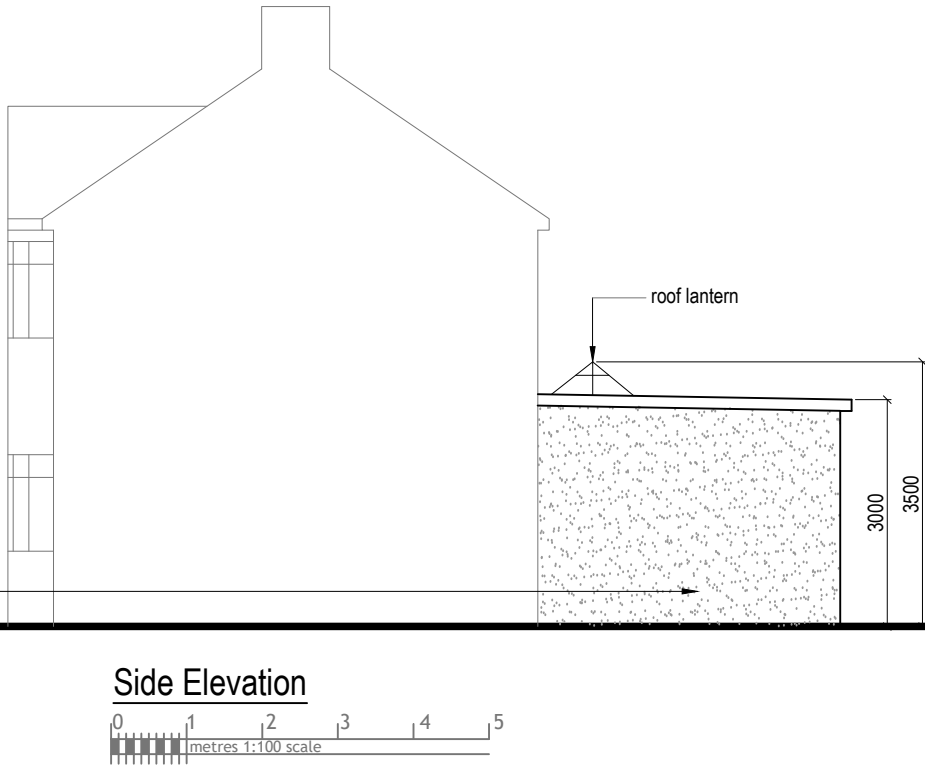 roof lantern
3000
3500
Side Elevation
0 1 2 3 4 5
metres 1:100 scale